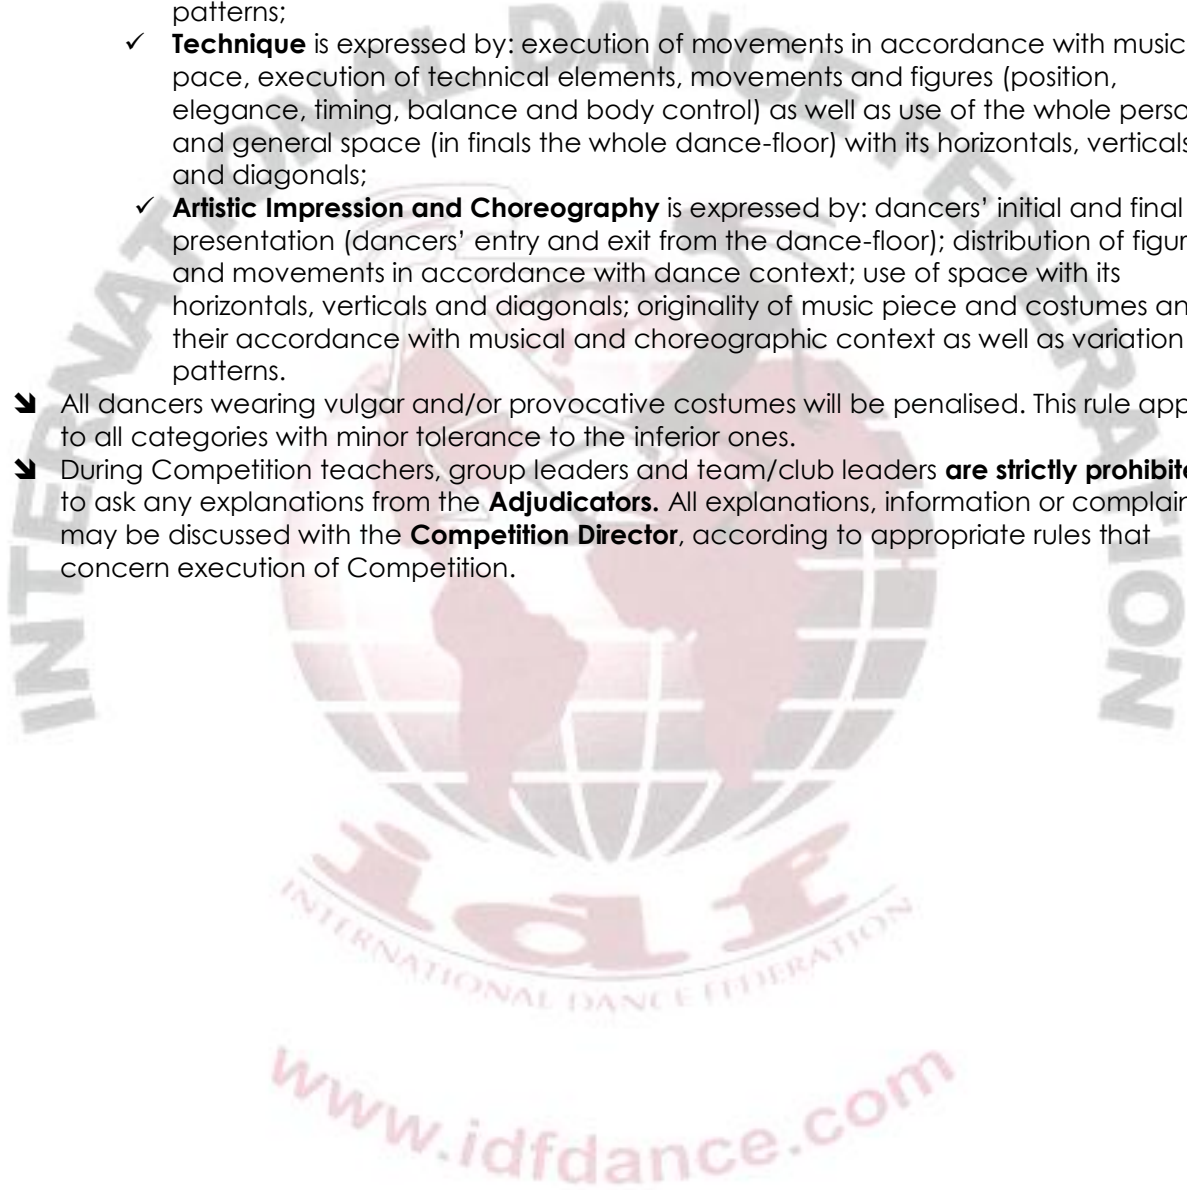 patterns;
✓ Technique is expressed by: execution of movements in accordance with music
pace, execution of technical elements, movements and figures (position,
elegance, timing, balance and body control) as well as use of the whole perso
and general space (in finals the whole dance-floor) with its horizontals, verticals
and diagonals;
✓ Artistic Impression and Choreography is expressed by: dancers' initial and final
presentation (dancers' entry and exit from the dance-floor); distribution of figur
and movements in accordance with dance context; use of space with its
horizontals, verticals and diagonals; originality of music piece and costumes an
their accordance with musical and choreographic context as well as variation
patterns.
All dancers wearing vulgar and/or provocative costumes will be penalised. This rule app
to all categories with minor tolerance to the inferior ones.
During Competition teachers, group leaders and team/club leaders are strictly prohibite
to ask any explanations from the Adjudicators. All explanations, information or complain
may be discussed with the Competition Director, according to appropriate rules that
concern execution of Competition.
INTERNATIONAL DANCE FEDERATION
idf
INTERNATIONAL DANCE FEDERATION
www.idfdance.com